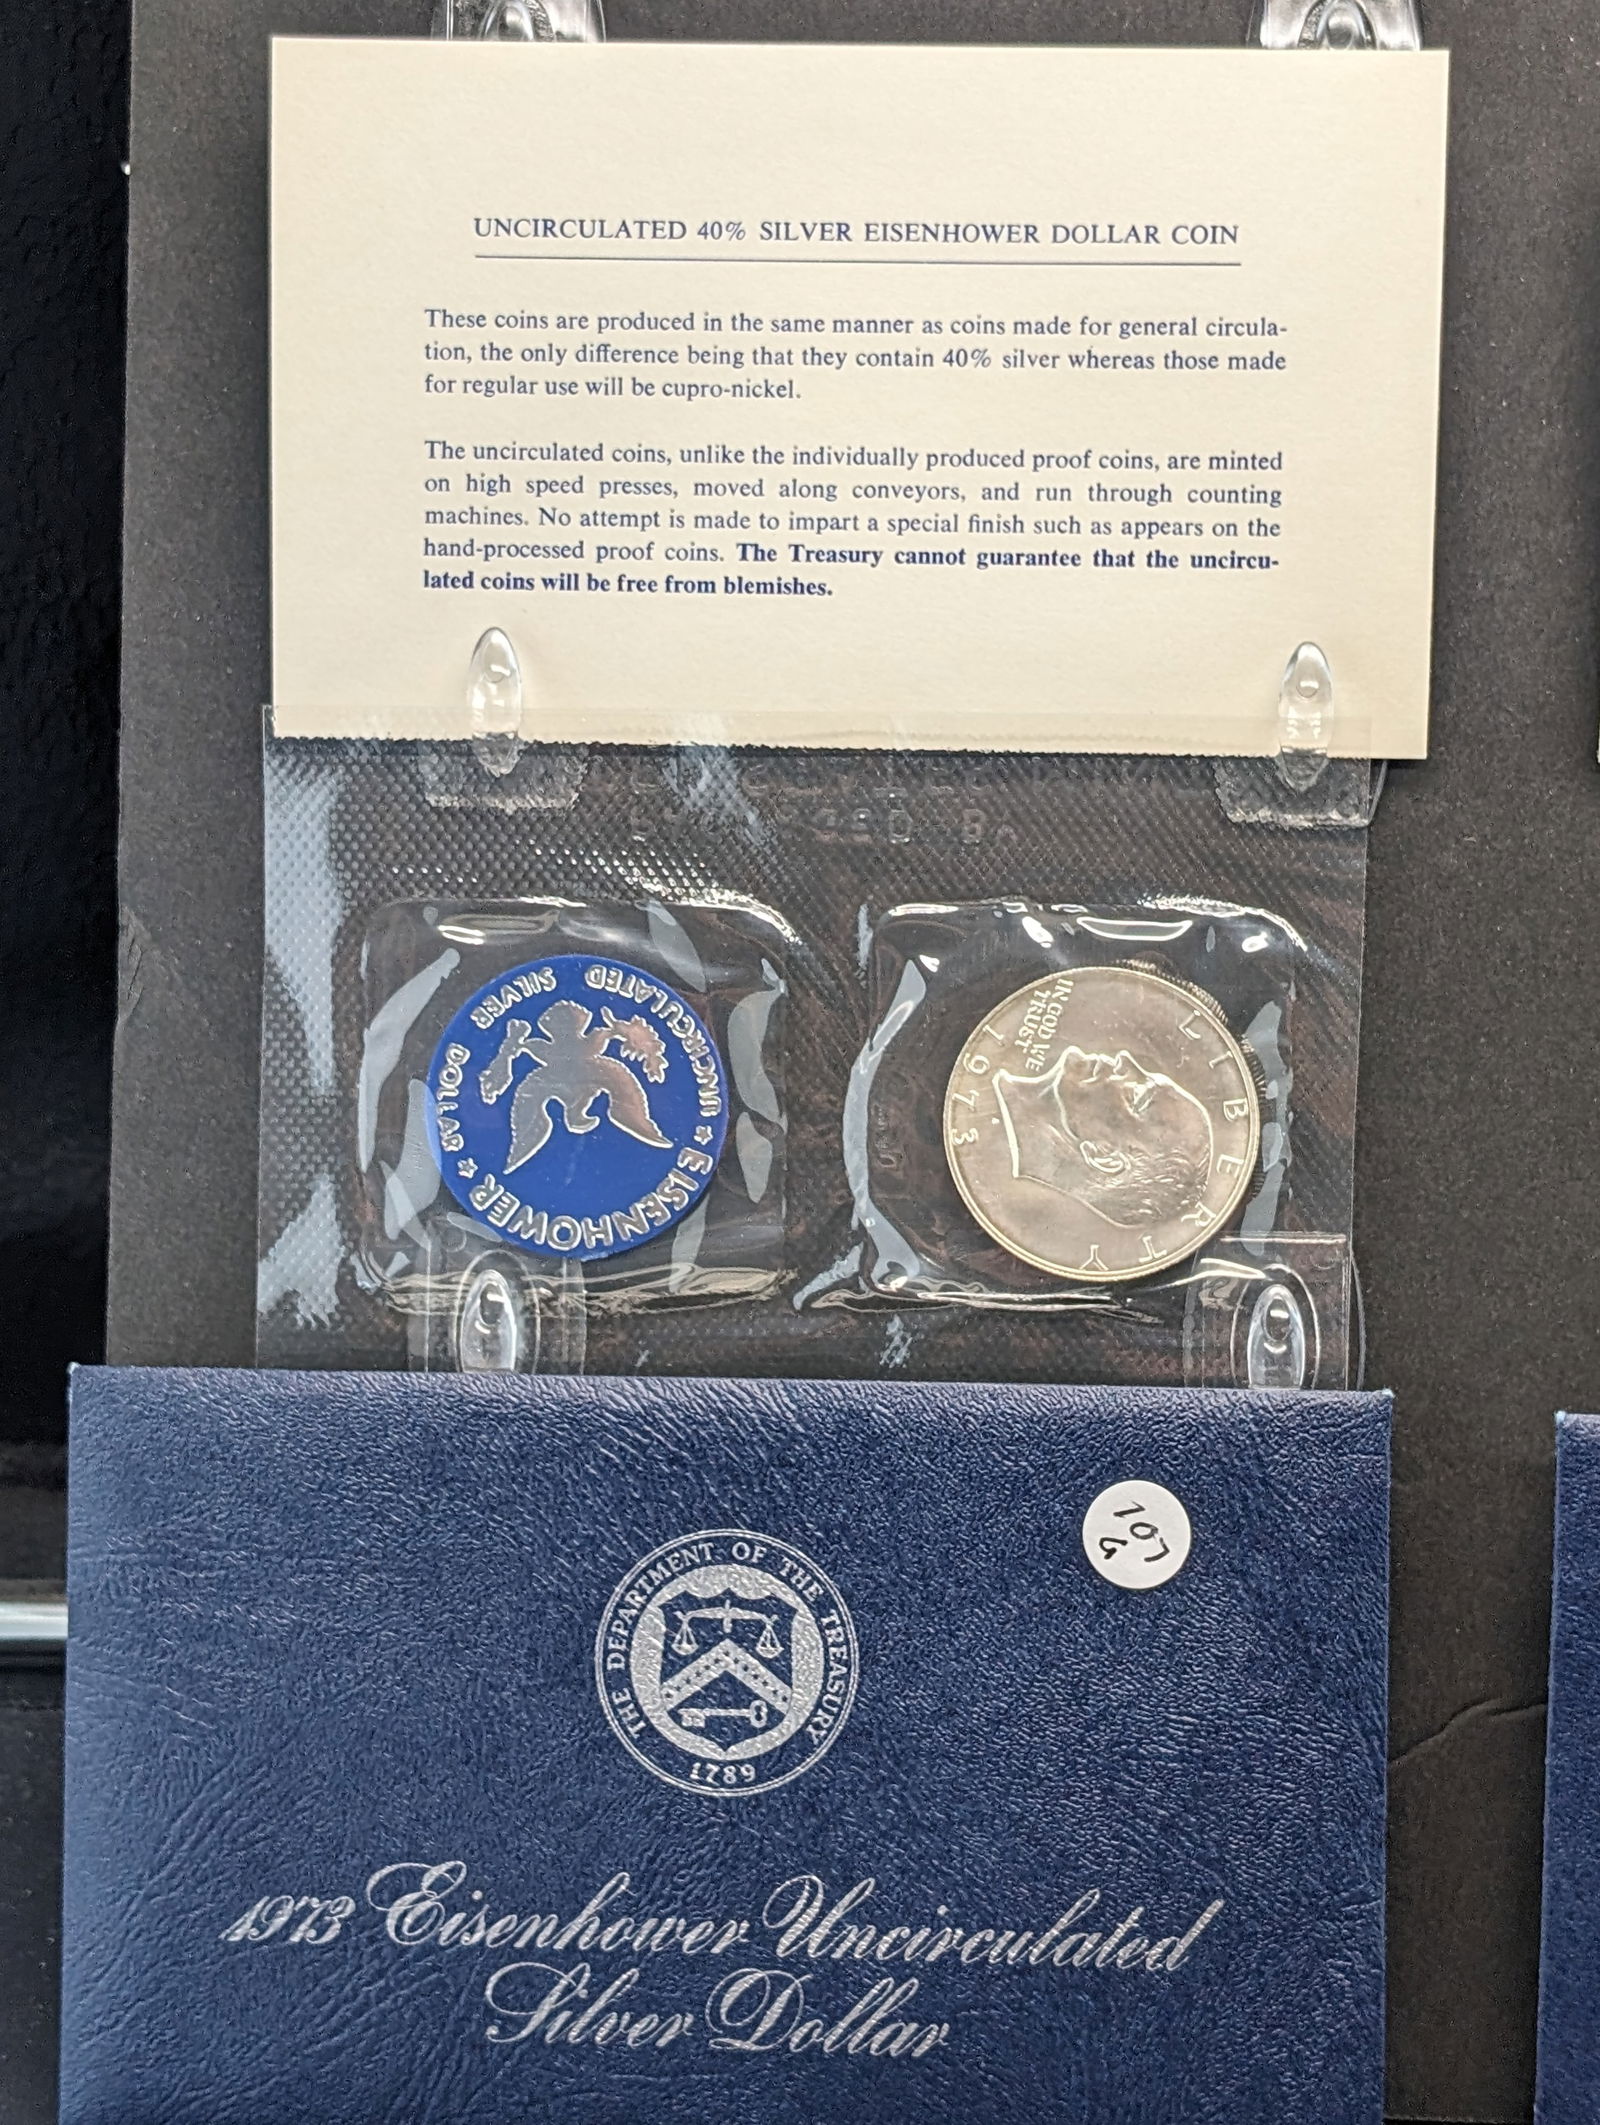 UNCIRCULATED 40% SILVER EISENHOWER DOLLAR COIN
These coins are produced in the same manner as coins made for general circula-
tion, the only difference being that they contain 40% silver whereas those made
for regular use will be cupro-nickel.
The uncirculated coins, unlike the individually produced proof coins, are minted
on high speed presses, moved along conveyors, and run through counting
machines. No attempt is made to impart a special finish such as appears on the
hand-processed proof coins. The Treasury cannot guarantee that the uncircu-
lated coins will be free from blemishes.
EISENHOWER ★ UNCIRCULATED SILVER DOLLAR ★
LIBERTY
IN GOD WE
TRUST
1973
107
G
THE DEPARTMENT OF THE TREASURY
1789
1973 Eisenhower Uncirculated
Silver Dollar